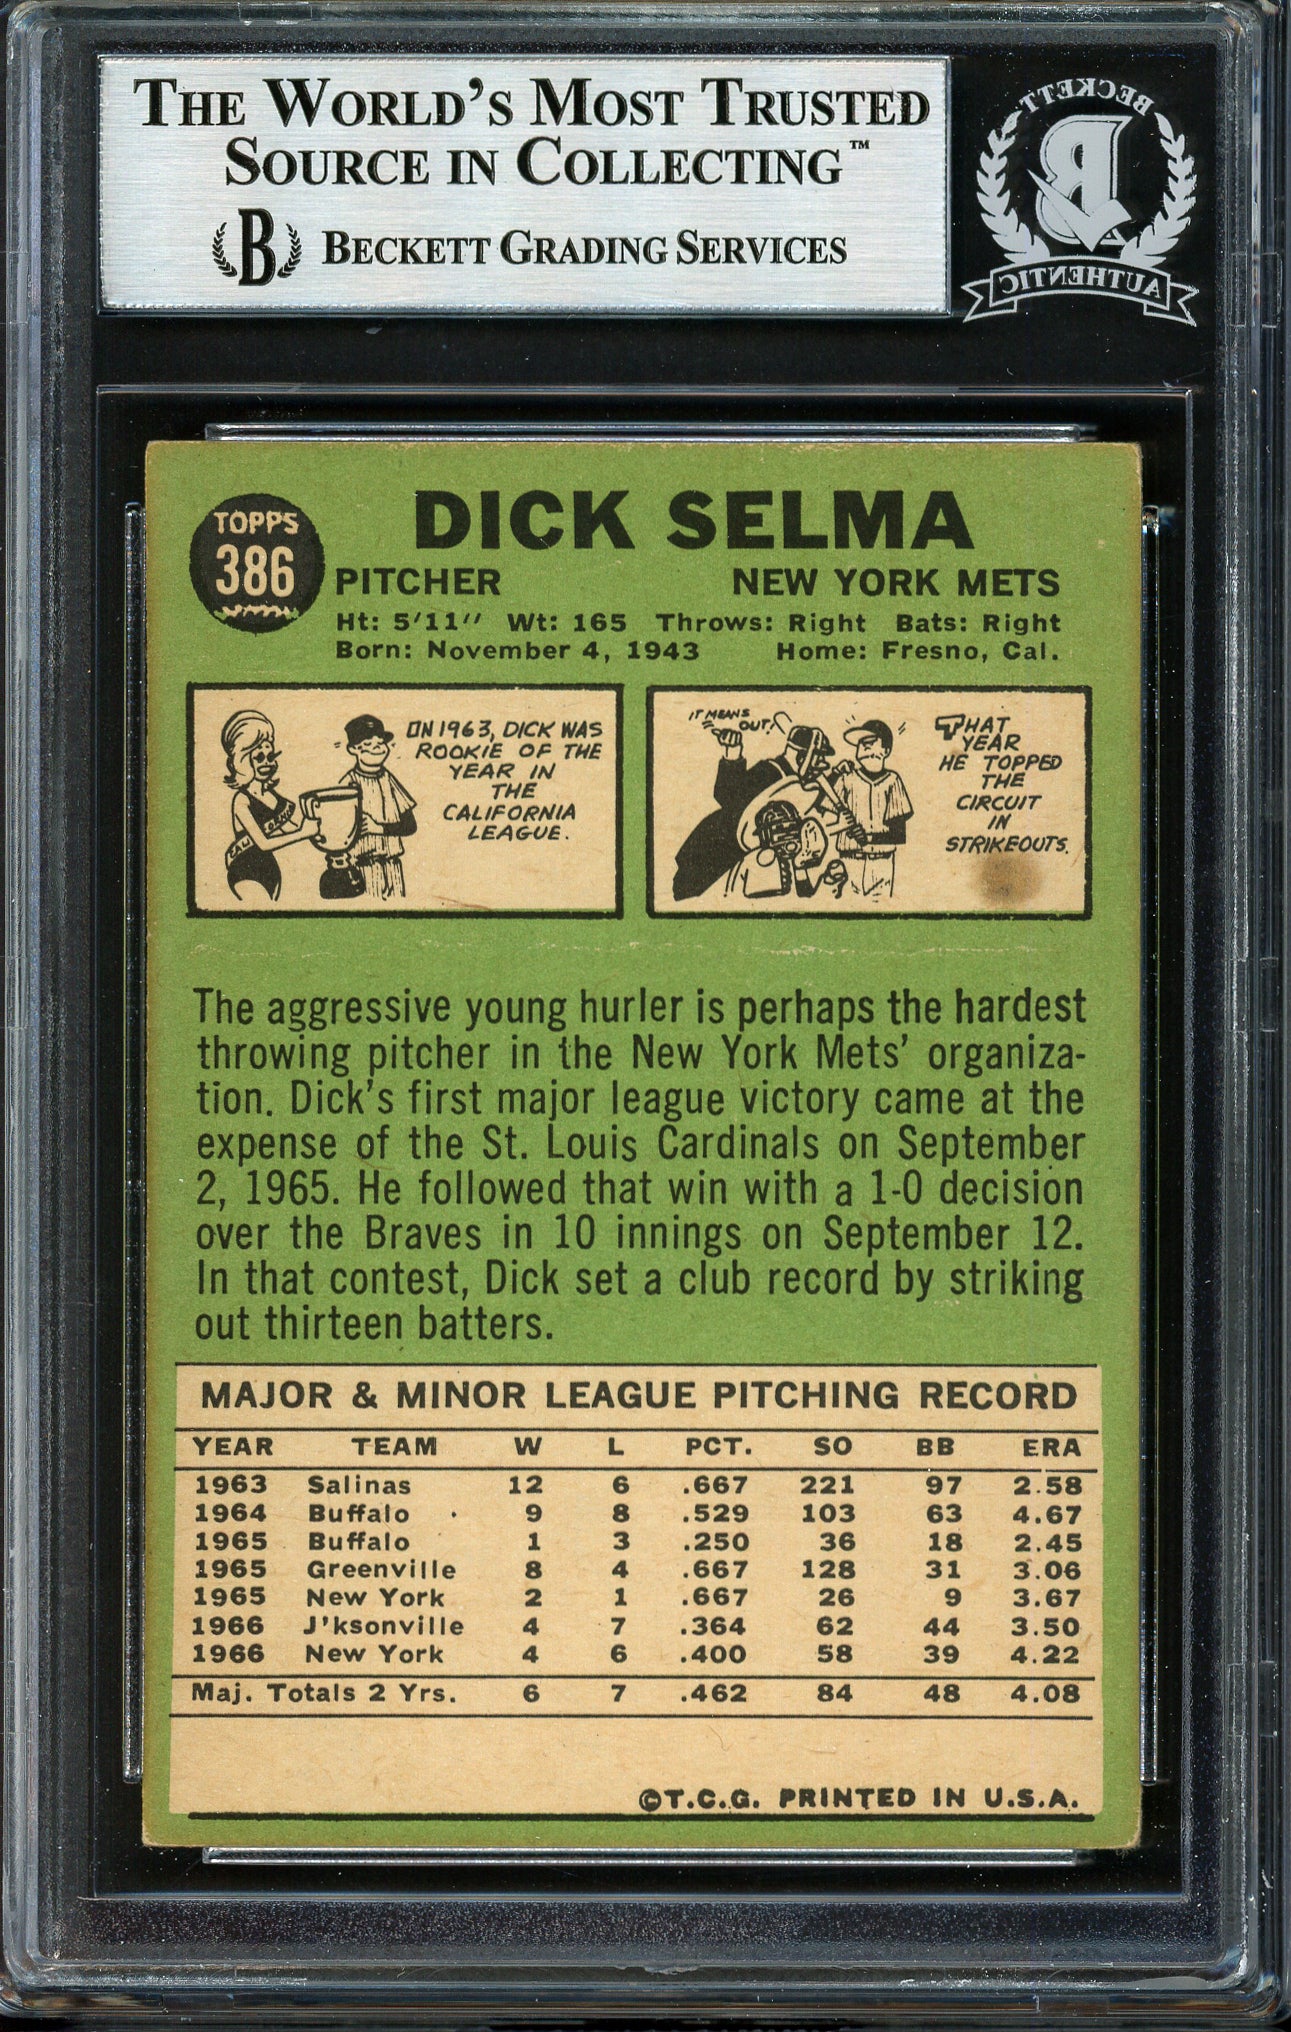 THE WORLD'S MOST TRUSTED
SOURCE IN COLLECTING™
B BECKETT GRADING SERVICES
BECKETT
B
AUTHENTIC
TOPPS
386
DICK SELMA
PITCHER NEW YORK METS
Ht: 5'11" Wt: 165 Throws: Right Bats: Right
Born: November 4, 1943 Home: Fresno, Cal.
IN 1963, DICK WAS
ROOKIE OF THE
YEAR IN
THE
CALIFORNIA
LEAGUE.
CALI
IT MEANS
OUT!
THAT
YEAR
HE TOPPED
THE
CIRCUIT
IN
STRIKEOUTS.
The aggressive young hurler is perhaps the hardest
throwing pitcher in the New York Mets' organiza-
tion. Dick's first major league victory came at the
expense of the St. Louis Cardinals on September
2, 1965. He followed that win with a 1-0 decision
over the Braves in 10 innings on September 12.
In that contest, Dick set a club record by striking
out thirteen batters.
MAJOR & MINOR LEAGUE PITCHING RECORD
YEAR TEAM W L PCT. SO BB ERA
1963 Salinas 12 6 .667 221 97 2.58
1964 Buffalo 9 8 .529 103 63 4.67
1965 Buffalo 1 3 .250 36 18 2.45
1965 Greenville 8 4 .667 128 31 3.06
1965 New York 2 1 .667 26 9 3.67
1966 J'ksonville 4 7 .364 62 44 3.50
1966 New York 4 6 .400 58 39 4.22
Maj. Totals 2 Yrs. 6 7 .462 84 48 4.08
©T.C.G. PRINTED IN U.S.A.